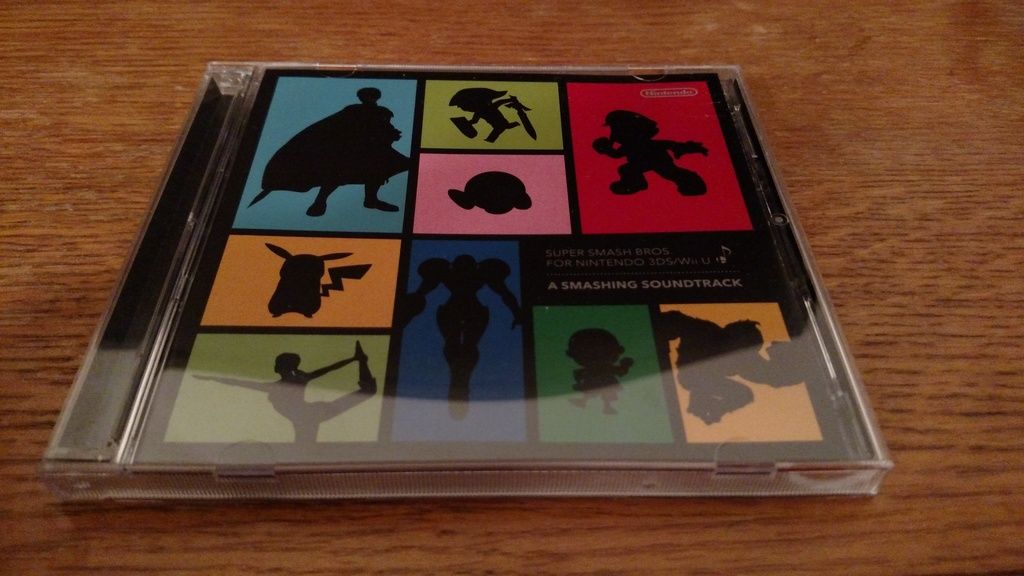 Nintendo
SUPER SMASH BROS.
FOR NINTENDO 3DS/Wii U
A SMASHING SOUNDTRACK